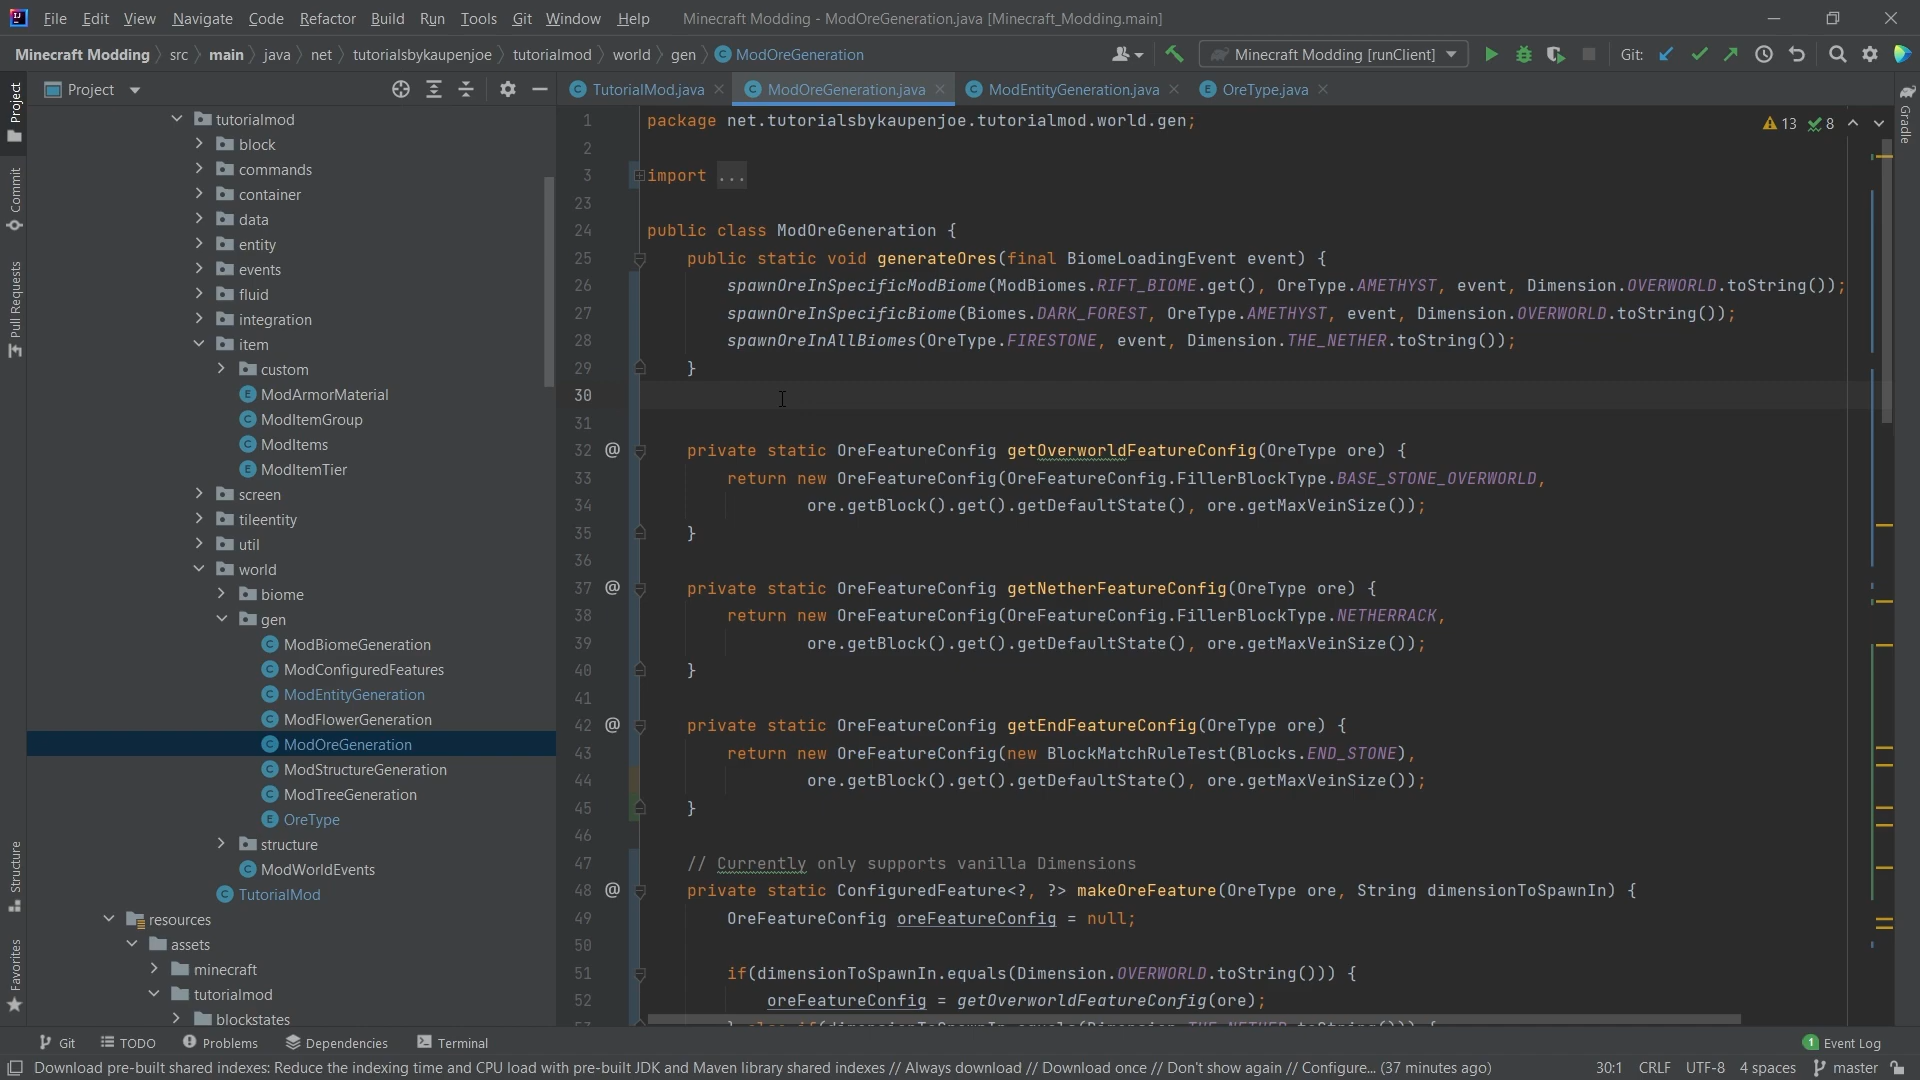 File Edit View Navigate Code Refactor Build Run Tools Git Window Help Minecraft Modding - ModOreGeneration.java [Minecraft_Modding.main]
Minecraft Modding src main java net tutorialsbykaupenjoe tutorialmod world gen ModOreGeneration Minecraft Modding [runClient] Git:
Project TutorialMod.java ModOreGeneration.java ModEntityGeneration.java OreType.java
Project
Commit
Pull Requests
Structure
Favorites
tutorialmod
block
commands
container
data
entity
events
fluid
integration
item
custom
ModArmorMaterial
ModItemGroup
ModItems
ModItemTier
screen
tileentity
util
world
biome
gen
ModBiomeGeneration
ModConfiguredFeatures
ModEntityGeneration
ModFlowerGeneration
ModOreGeneration
ModStructureGeneration
ModTreeGeneration
OreType
structure
ModWorldEvents
TutorialMod
resources
assets
minecraft
tutorialmod
blockstates
1 package net.tutorialsbykaupenjoe.tutorialmod.world.gen;
2
3 import ...
23
24 public class ModOreGeneration {
25 public static void generateOres(final BiomeLoadingEvent event) {
26 spawnOreInSpecificModBiome(ModBiomes.RIFT_BIOME.get(), OreType.AMETHYST, event, Dimension.OVERWORLD.toString());
27 spawnOreInSpecificBiome(Biomes.DARK_FOREST, OreType.AMETHYST, event, Dimension.OVERWORLD.toString());
28 spawnOreInAllBiomes(OreType.FIRESTONE, event, Dimension.THE_NETHER.toString());
29 }
30
31
32 @ private static OreFeatureConfig getOverworldFeatureConfig(OreType ore) {
33 return new OreFeatureConfig(OreFeatureConfig.FillerBlockType.BASE_STONE_OVERWORLD,
34 ore.getBlock().get().getDefaultState(), ore.getMaxVeinSize());
35 }
36
37 @ private static OreFeatureConfig getNetherFeatureConfig(OreType ore) {
38 return new OreFeatureConfig(OreFeatureConfig.FillerBlockType.NETHERRACK,
39 ore.getBlock().get().getDefaultState(), ore.getMaxVeinSize());
40 }
41
42 @ private static OreFeatureConfig getEndFeatureConfig(OreType ore) {
43 return new OreFeatureConfig(new BlockMatchRuleTest(Blocks.END_STONE),
44 ore.getBlock().get().getDefaultState(), ore.getMaxVeinSize());
45 }
46
47 // Currently only supports vanilla Dimensions
48 @ private static ConfiguredFeature<?, ?> makeOreFeature(OreType ore, String dimensionToSpawnIn) {
49 OreFeatureConfig oreFeatureConfig = null;
50
51 if(dimensionToSpawnIn.equals(Dimension.OVERWORLD.toString())) {
52 oreFeatureConfig = getOverworldFeatureConfig(ore);
13 8
Gradle
Git TODO Problems Dependencies Terminal 1 Event Log
Download pre-built shared indexes: Reduce the indexing time and CPU load with pre-built JDK and Maven library shared indexes // Always download // Download once // Don't show again // Configure... (37 minutes ago) 30:1 CRLF UTF-8 4 spaces master